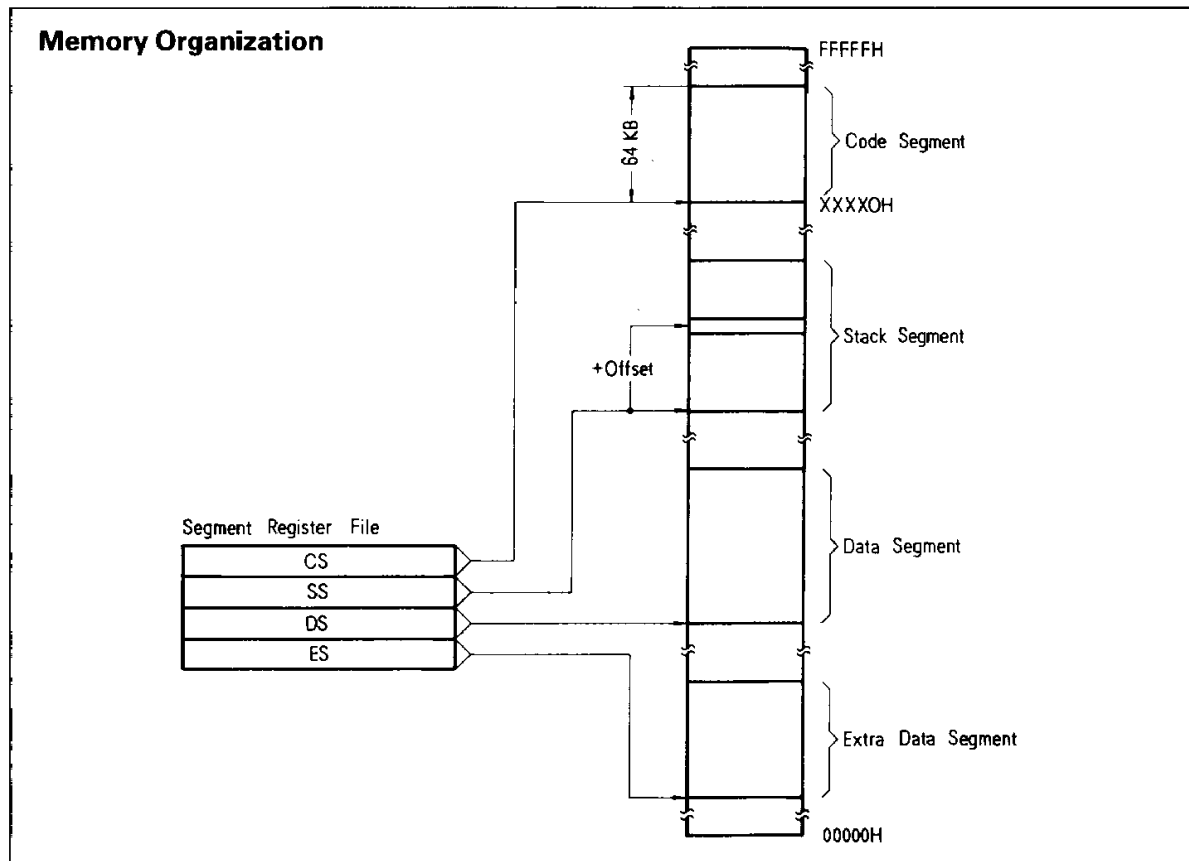 Memory Organization
FFFFFH
64 KB
Code Segment
XXXX0H
Stack Segment
+Offset
Data Segment
Segment Register File
CS
SS
DS
ES
Extra Data Segment
00000H